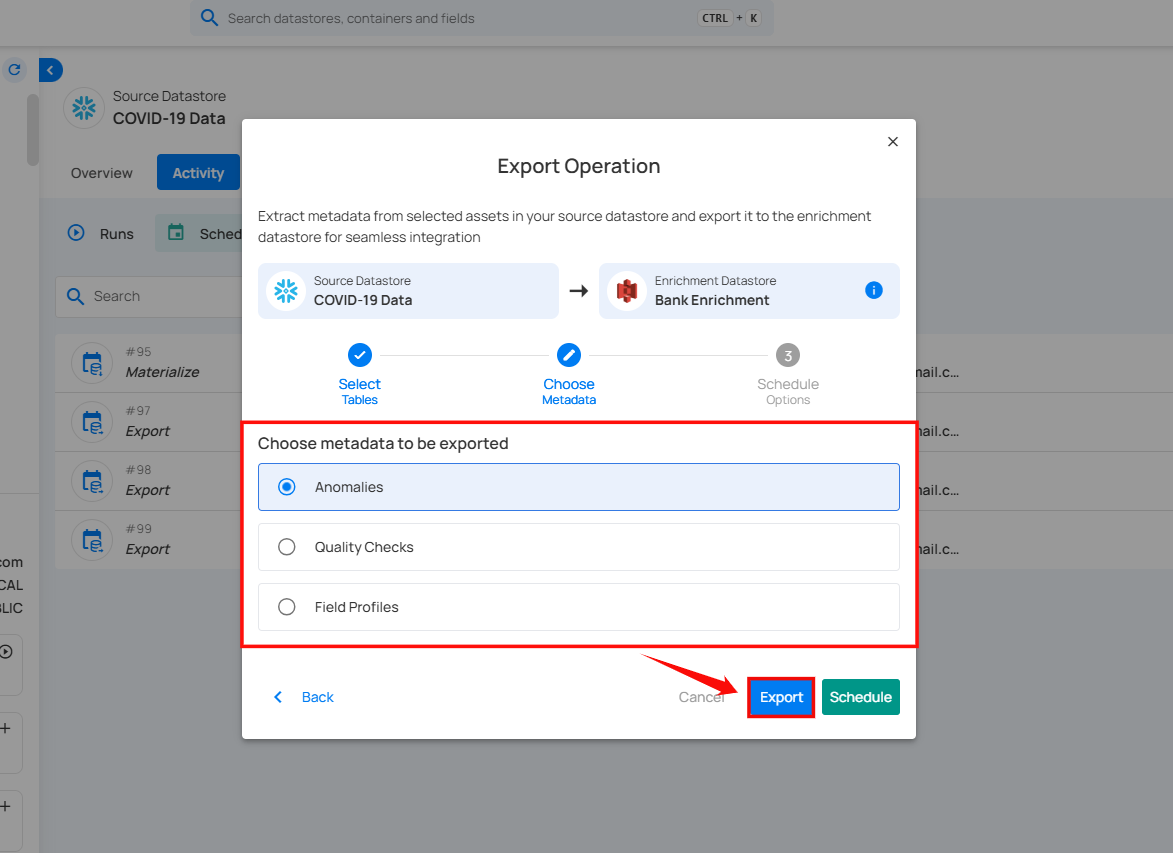 Search datastores, containers and fields
CTRL + K
Source Datastore
COVID-19 Data
Overview
Activity
Runs
Sched
Search
#95
Materialize
#97
Export
#98
Export
#99
Export
nail.c...
nail.c...
nail.c...
nail.c...
com
CAL
BLIC
Export Operation
Extract metadata from selected assets in your source datastore and export it to the enrichment
datastore for seamless integration
Source Datastore
COVID-19 Data
Enrichment Datastore
Bank Enrichment
Select
Tables
Choose
Metadata
3
Schedule
Options
Choose metadata to be exported
Anomalies
Quality Checks
Field Profiles
Back
Cancel
Export
Schedule